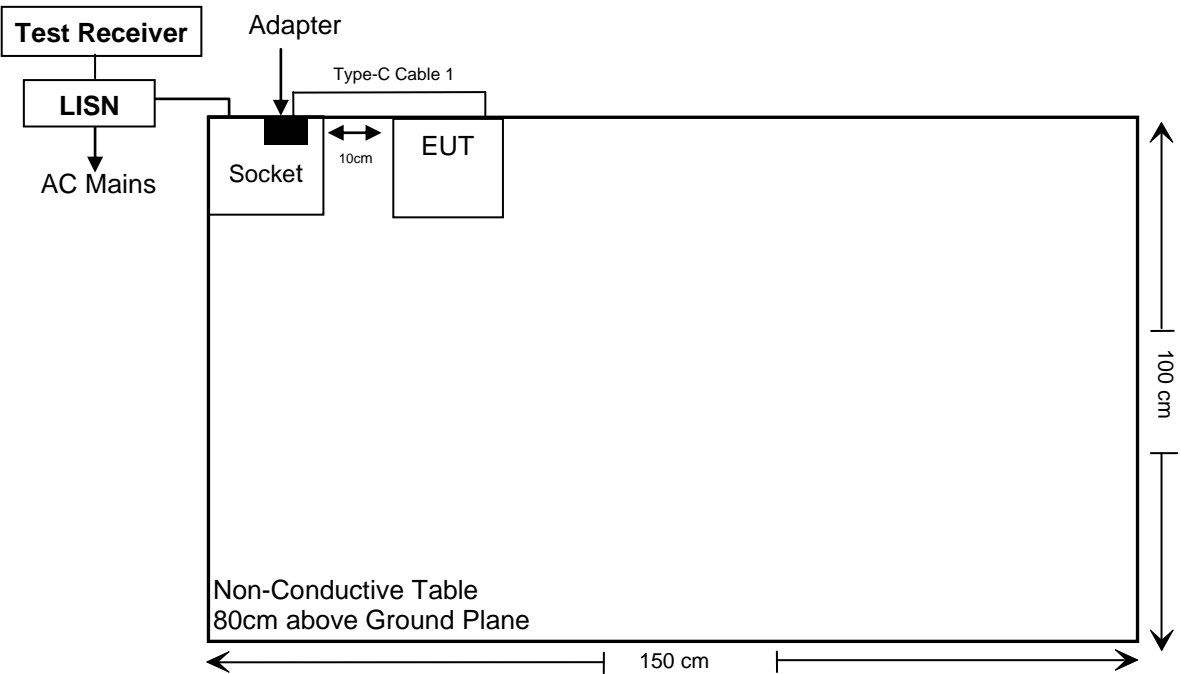 Test Receiver
Adapter
Type-C Cable 1
LISN
AC Mains
Socket
10cm
EUT
100 cm
Non-Conductive Table
80cm above Ground Plane
150 cm